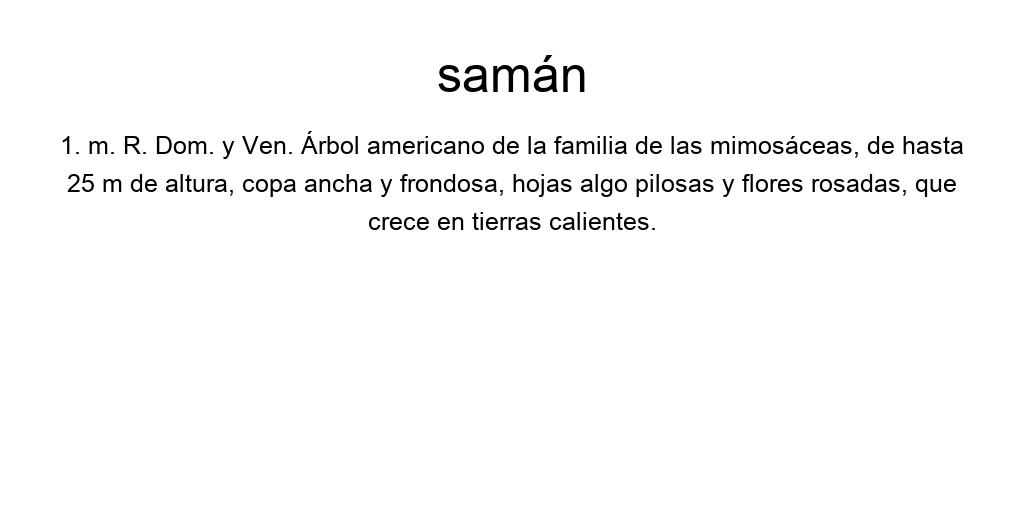 samán
1. m. R. Dom. y Ven. Árbol americano de la familia de las mimosáceas, de hasta
25 m de altura, copa ancha y frondosa, hojas algo pilosas y flores rosadas, que
crece en tierras calientes.